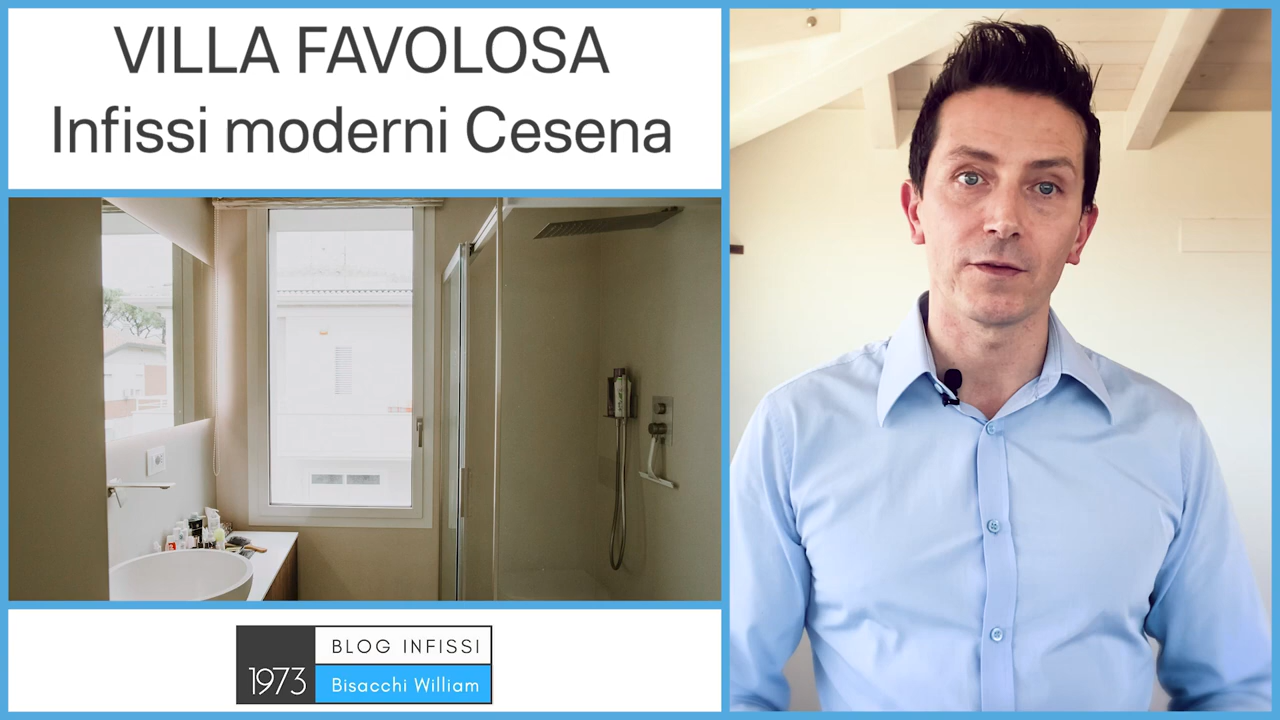 VILLA FAVOLOSA
Infissi moderni Cesena
1973
BLOG INFISSI
Bisacchi William